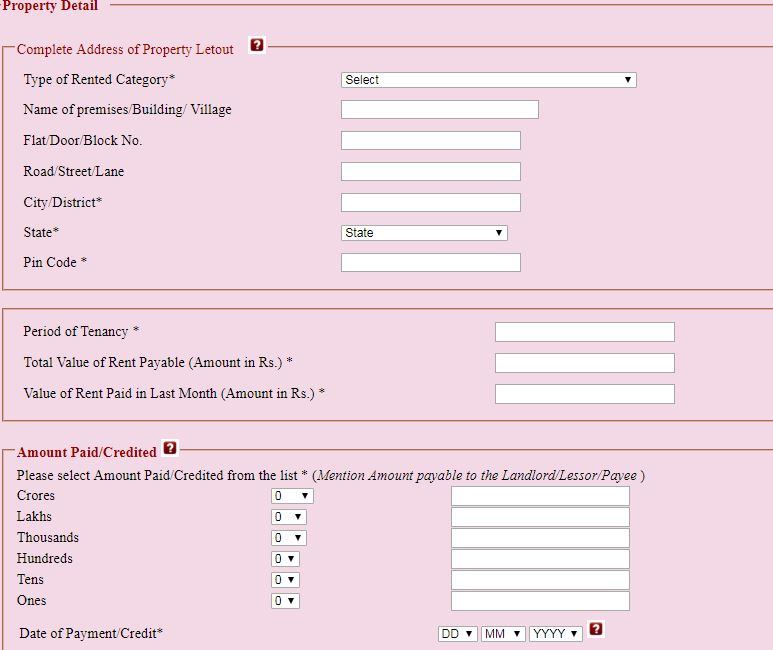 Property Detail
Complete Address of Property Letout ?
Type of Rented Category* Select
Name of premises/Building/ Village
Flat/Door/Block No.
Road/Street/Lane
City/District*
State* State
Pin Code *
Period of Tenancy *
Total Value of Rent Payable (Amount in Rs.) *
Value of Rent Paid in Last Month (Amount in Rs.) *
Amount Paid/Credited ?
Please select Amount Paid/Credited from the list * (Mention Amount payable to the Landlord/Lessor/Payee )
Crores 0
Lakhs 0
Thousands 0
Hundreds 0
Tens 0
Ones 0
Date of Payment/Credit* DD MM YYYY ?